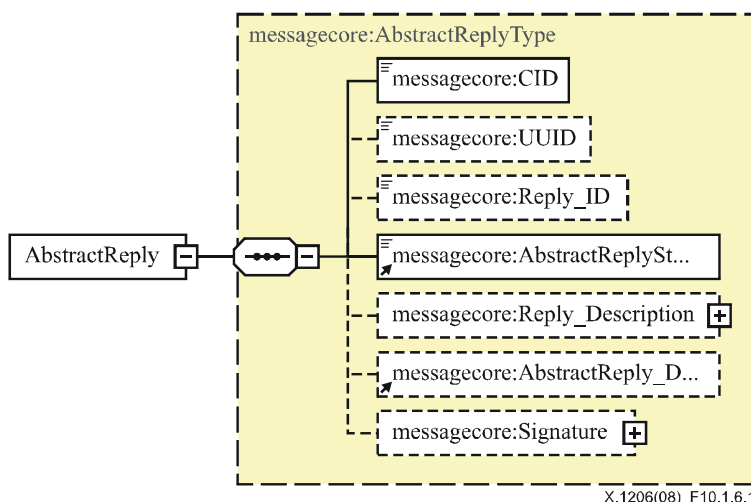 messagecore:AbstractReplyType
messagecore:CID
messagecore:UUID
messagecore:Reply_ID
AbstractReply
messagecore:AbstractReplySt...
messagecore:Reply_Description
messagecore:AbstractReply_D...
messagecore:Signature
X.1206(08)_F10.1.6.1